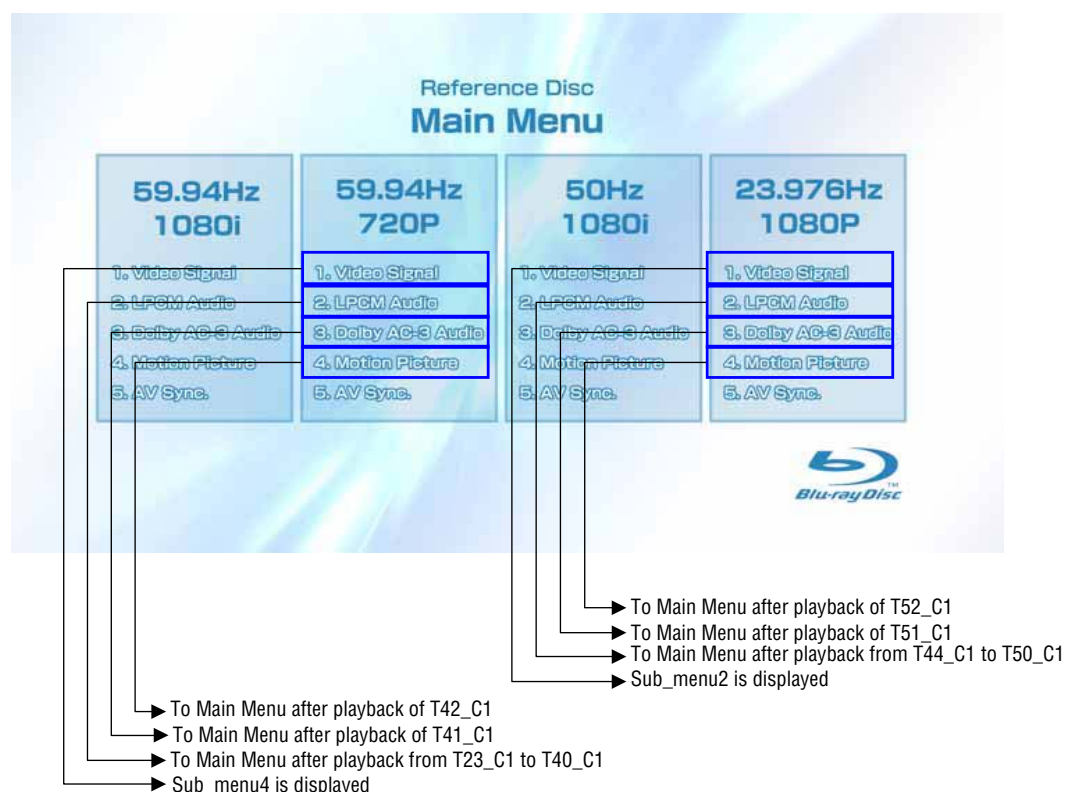 Reference Disc
Main Menu
59.94Hz
1080i
1. Video Signal
2. LPCM Audio
3. Dolby AC-3 Audio
4. Motion Picture
5. AV Sync.
59.94Hz
720P
1. Video Signal
2. LPCM Audio
3. Dolby AC-3 Audio
4. Motion Picture
5. AV Sync.
50Hz
1080i
1. Video Signal
2. LPCM Audio
3. Dolby AC-3 Audio
4. Motion Picture
5. AV Sync.
23.976Hz
1080P
1. Video Signal
2. LPCM Audio
3. Dolby AC-3 Audio
4. Motion Picture
Blu-ray Disc™
To Main Menu after playback of T52_C1
To Main Menu after playback of T51_C1
To Main Menu after playback from T44_C1 to T50_C1
Sub_menu2 is displayed
To Main Menu after playback of T42_C1
To Main Menu after playback of T41_C1
To Main Menu after playback from T23_C1 to T40_C1
Sub_menu4 is displayed